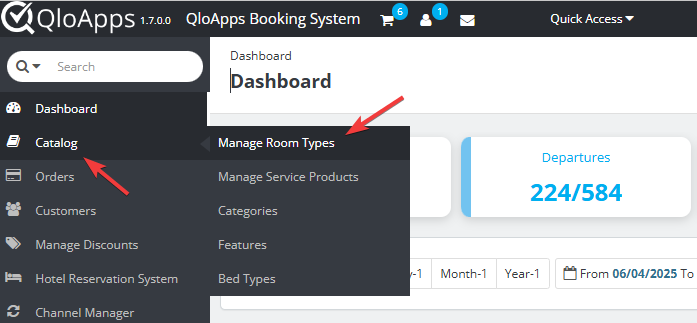 QloApps 1.7.0.0 QloApps Booking System 6 1 Quick Access
Search
Dashboard
Dashboard
Dashboard
Catalog
Orders
Customers
Manage Discounts
Hotel Reservation System
Channel Manager
Manage Room Types
Manage Service Products
Categories
Features
Bed Types
Departures
224/584
-1 Month-1 Year-1 From 06/04/2025 To